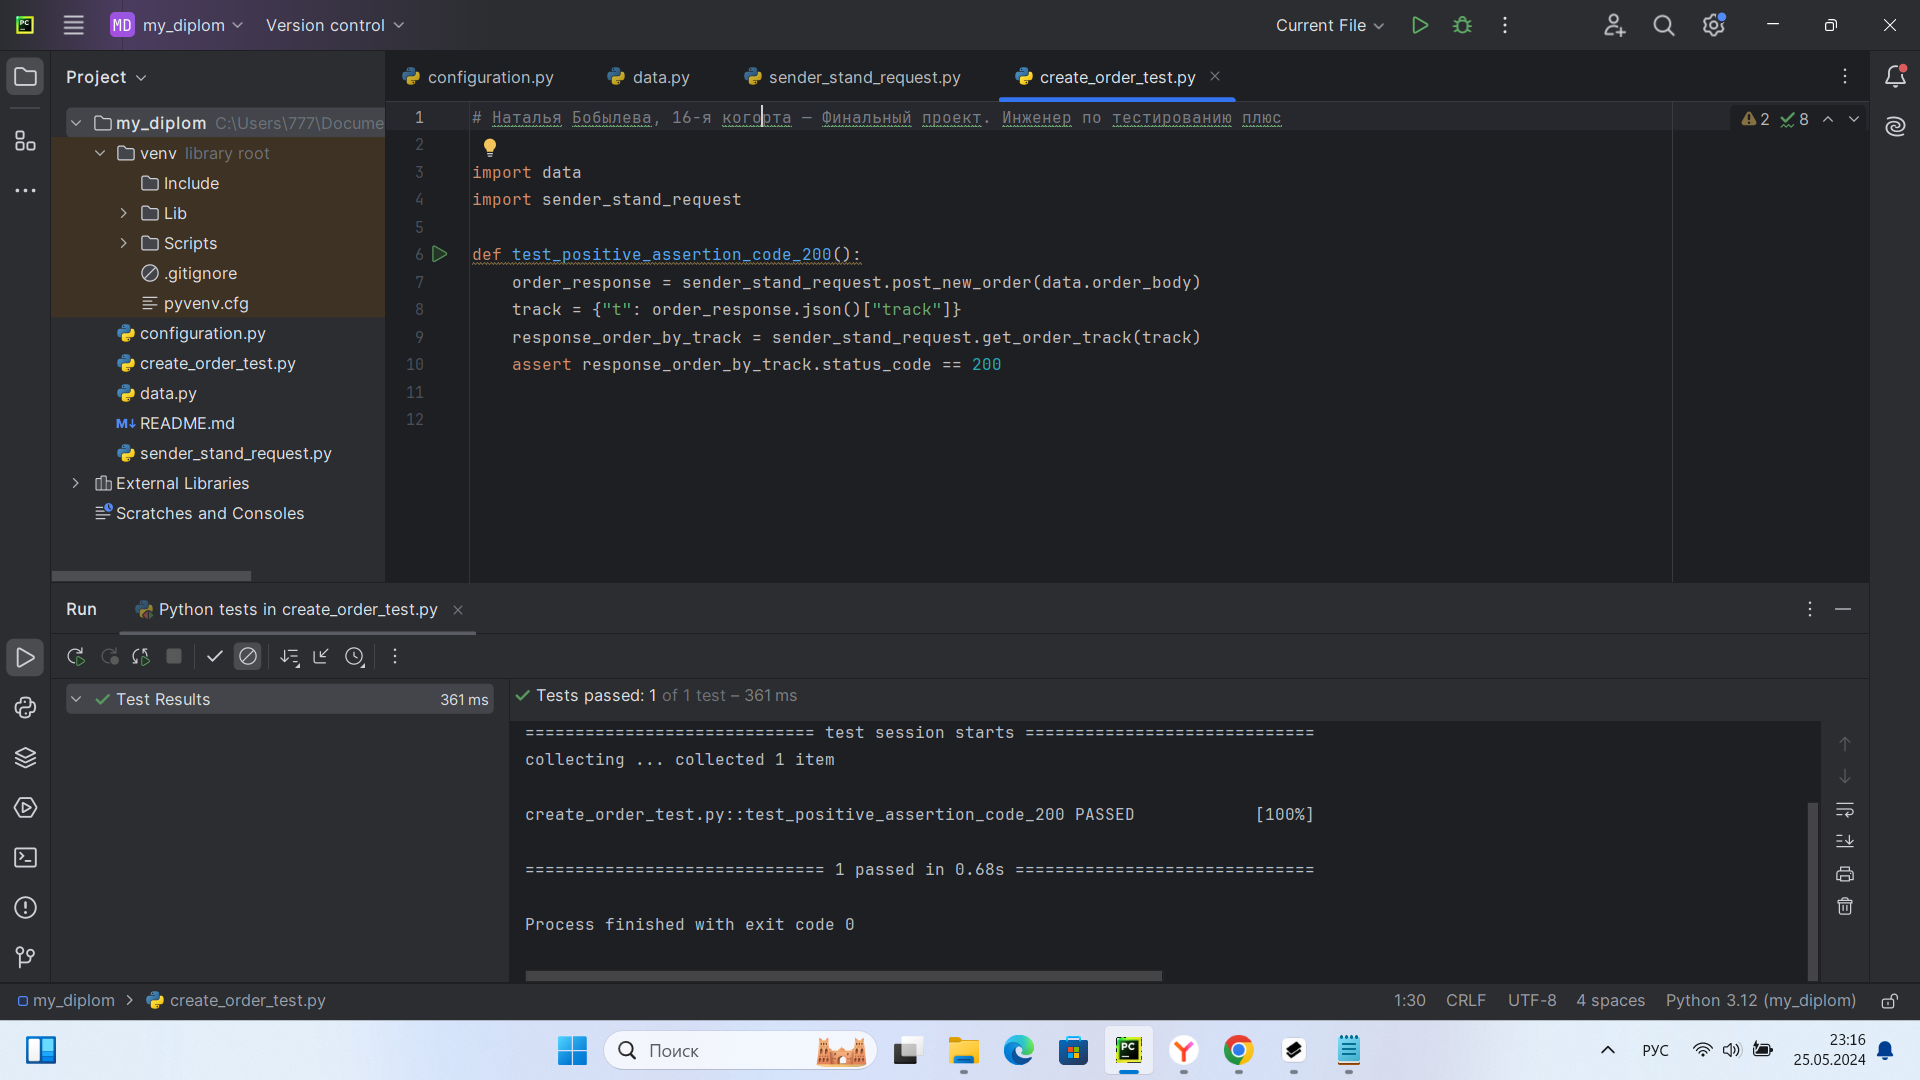 MD my_diplom Version control Current File
Project
configuration.py data.py sender_stand_request.py create_order_test.py
my_diplom C:\Users\777\Docume
venv library root
Include
Lib
Scripts
.gitignore
pyvenv.cfg
configuration.py
create_order_test.py
data.py
README.md
sender_stand_request.py
External Libraries
Scratches and Consoles
2 8
1 # Наталья Бобылева, 16-я когорта — Финальный проект. Инженер по тестированию плюс
2
3 import data
4 import sender_stand_request
5
6 def test_positive_assertion_code_200():
7 order_response = sender_stand_request.post_new_order(data.order_body)
8 track = {"t": order_response.json()["track"]}
9 response_order_by_track = sender_stand_request.get_order_track(track)
10 assert response_order_by_track.status_code == 200
11
12
Run Python tests in create_order_test.py
Test Results 361 ms
Tests passed: 1 of 1 test – 361 ms
============================= test session starts =============================
collecting ... collected 1 item
create_order_test.py::test_positive_assertion_code_200 PASSED [100%]
============================== 1 passed in 0.68s ==============================
Process finished with exit code 0
my_diplom > create_order_test.py
1:30 CRLF UTF-8 4 spaces Python 3.12 (my_diplom)
Поиск
РУС
23:16
25.05.2024